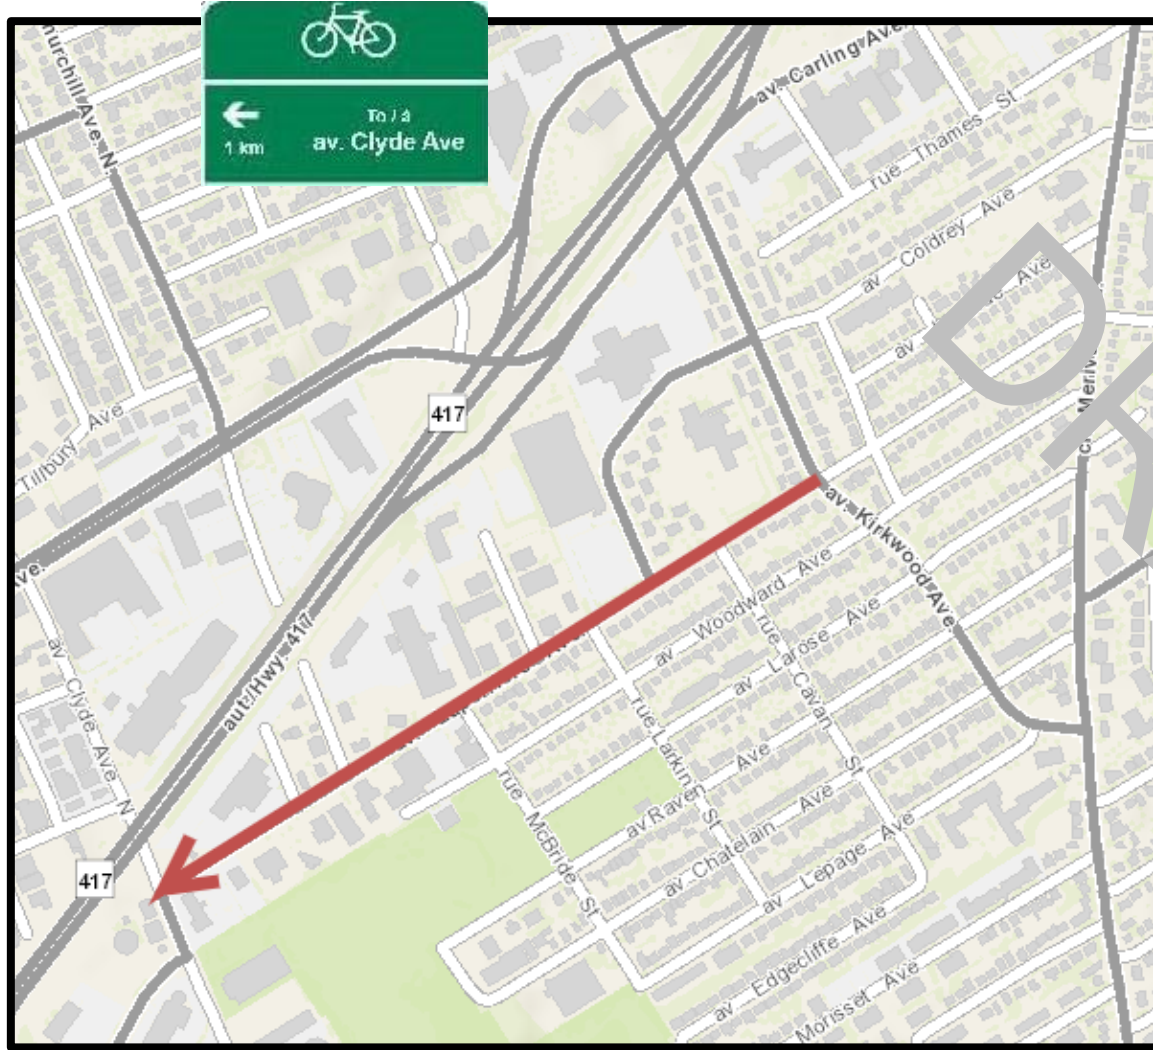 To / à
1 km
av. Clyde Ave
av. Carling Ave.
rue Thames St
av Coldrey Ave
Ave
av
417
Tillbury Ave
av. Kirkwood Ave.
av Woodward Ave
av Larose Ave
rue Cavan St
rue Larkin St
av Clyde Ave N
aut./Hwy. 417
rue McBride St
av Raven Ave
av Chatelain Ave
av Lepage Ave
417
av Edgecliffe Ave
Morisset Ave